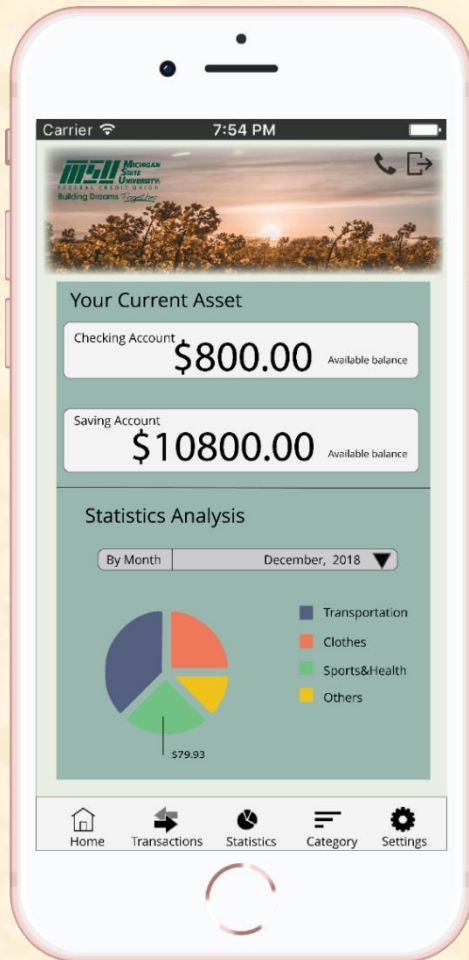 Carrier 7:54 PM
MSU MICHIGAN
STATE
UNIVERSITY
FEDERAL CREDIT UNION
Building Dreams Together
Your Current Asset
Checking Account
$800.00 Available balance
Saving Account
$10800.00 Available balance
Statistics Analysis
By Month December, 2018
Transportation
Clothes
Sports&Health
Others
$79.93
Home Transactions Statistics Category Settings